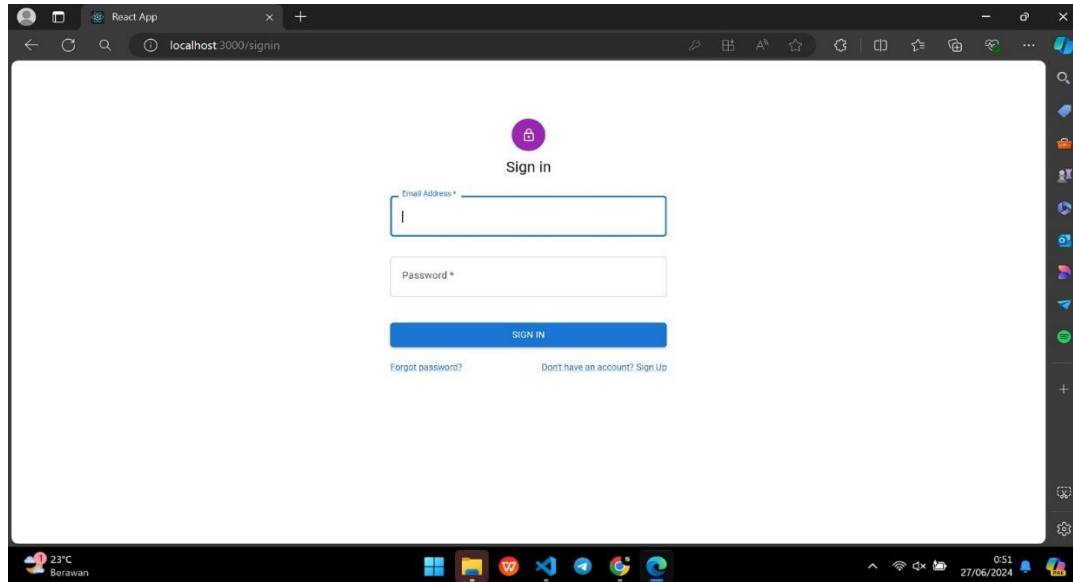 React App
localhost:3000/signin
Sign in
Email Address *
Password *
SIGN IN
Forgot password?
Don't have an account? Sign Up
1
23°C
Berawan
0:51
27/06/2024